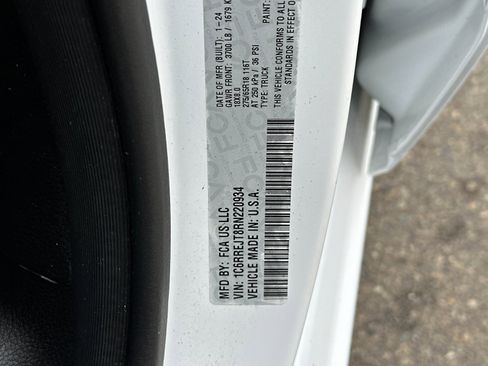 MFD BY: FCA US LLC
VIN: 1C6RREJT8RN220934
VEHICLE MADE IN: U.S.A.
DATE OF MFR (BUILT): 1-24
GAWR FRONT: 3700 LB / 1679 K
18X8.0
275/65R18 116T
AT 250 kPa / 36 PSI
TYPE: TRUCK
PAINT:
THIS VEHICLE CONFORMS TO ALL
STANDARDS IN EFFECT O